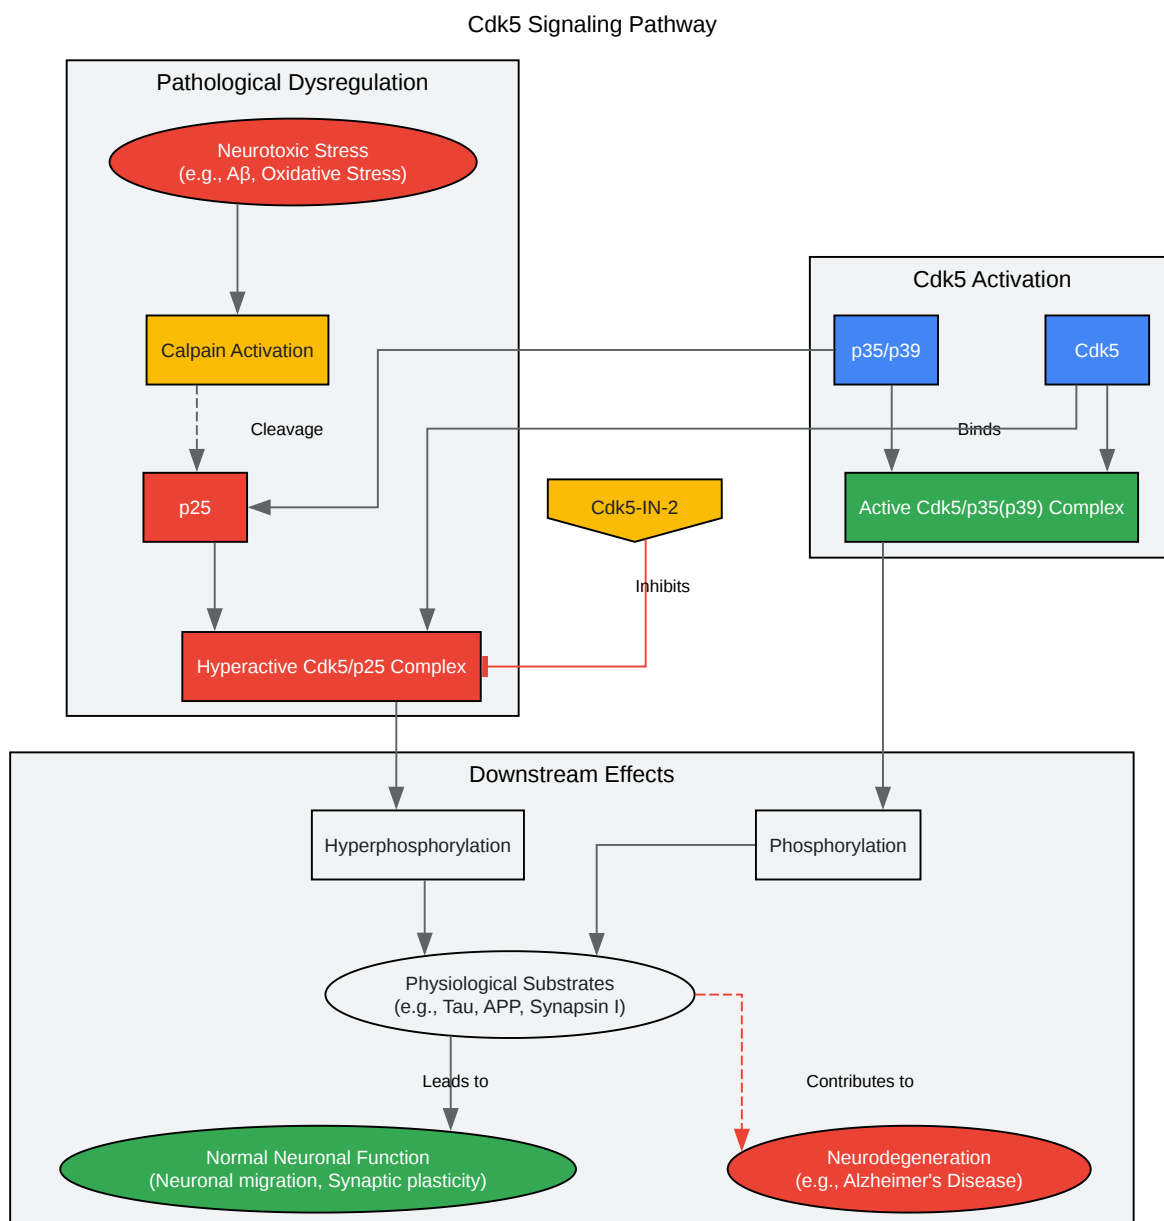 Cdk5 Signaling Pathway
Pathological Dysregulation
Neurotoxic Stress
(e.g., Aβ, Oxidative Stress)
Cdk5 Activation
Calpain Activation
p35/p39
Cdk5
Cleavage
Binds
p25
Cdk5-IN-2
Active Cdk5/p35(p39) Complex
Inhibits
Hyperactive Cdk5/p25 Complex
Downstream Effects
Hyperphosphorylation
Phosphorylation
Physiological Substrates
(e.g., Tau, APP, Synapsin I)
Leads to
Contributes to
Normal Neuronal Function
(Neuronal migration, Synaptic plasticity)
Neurodegeneration
(e.g., Alzheimer's Disease)